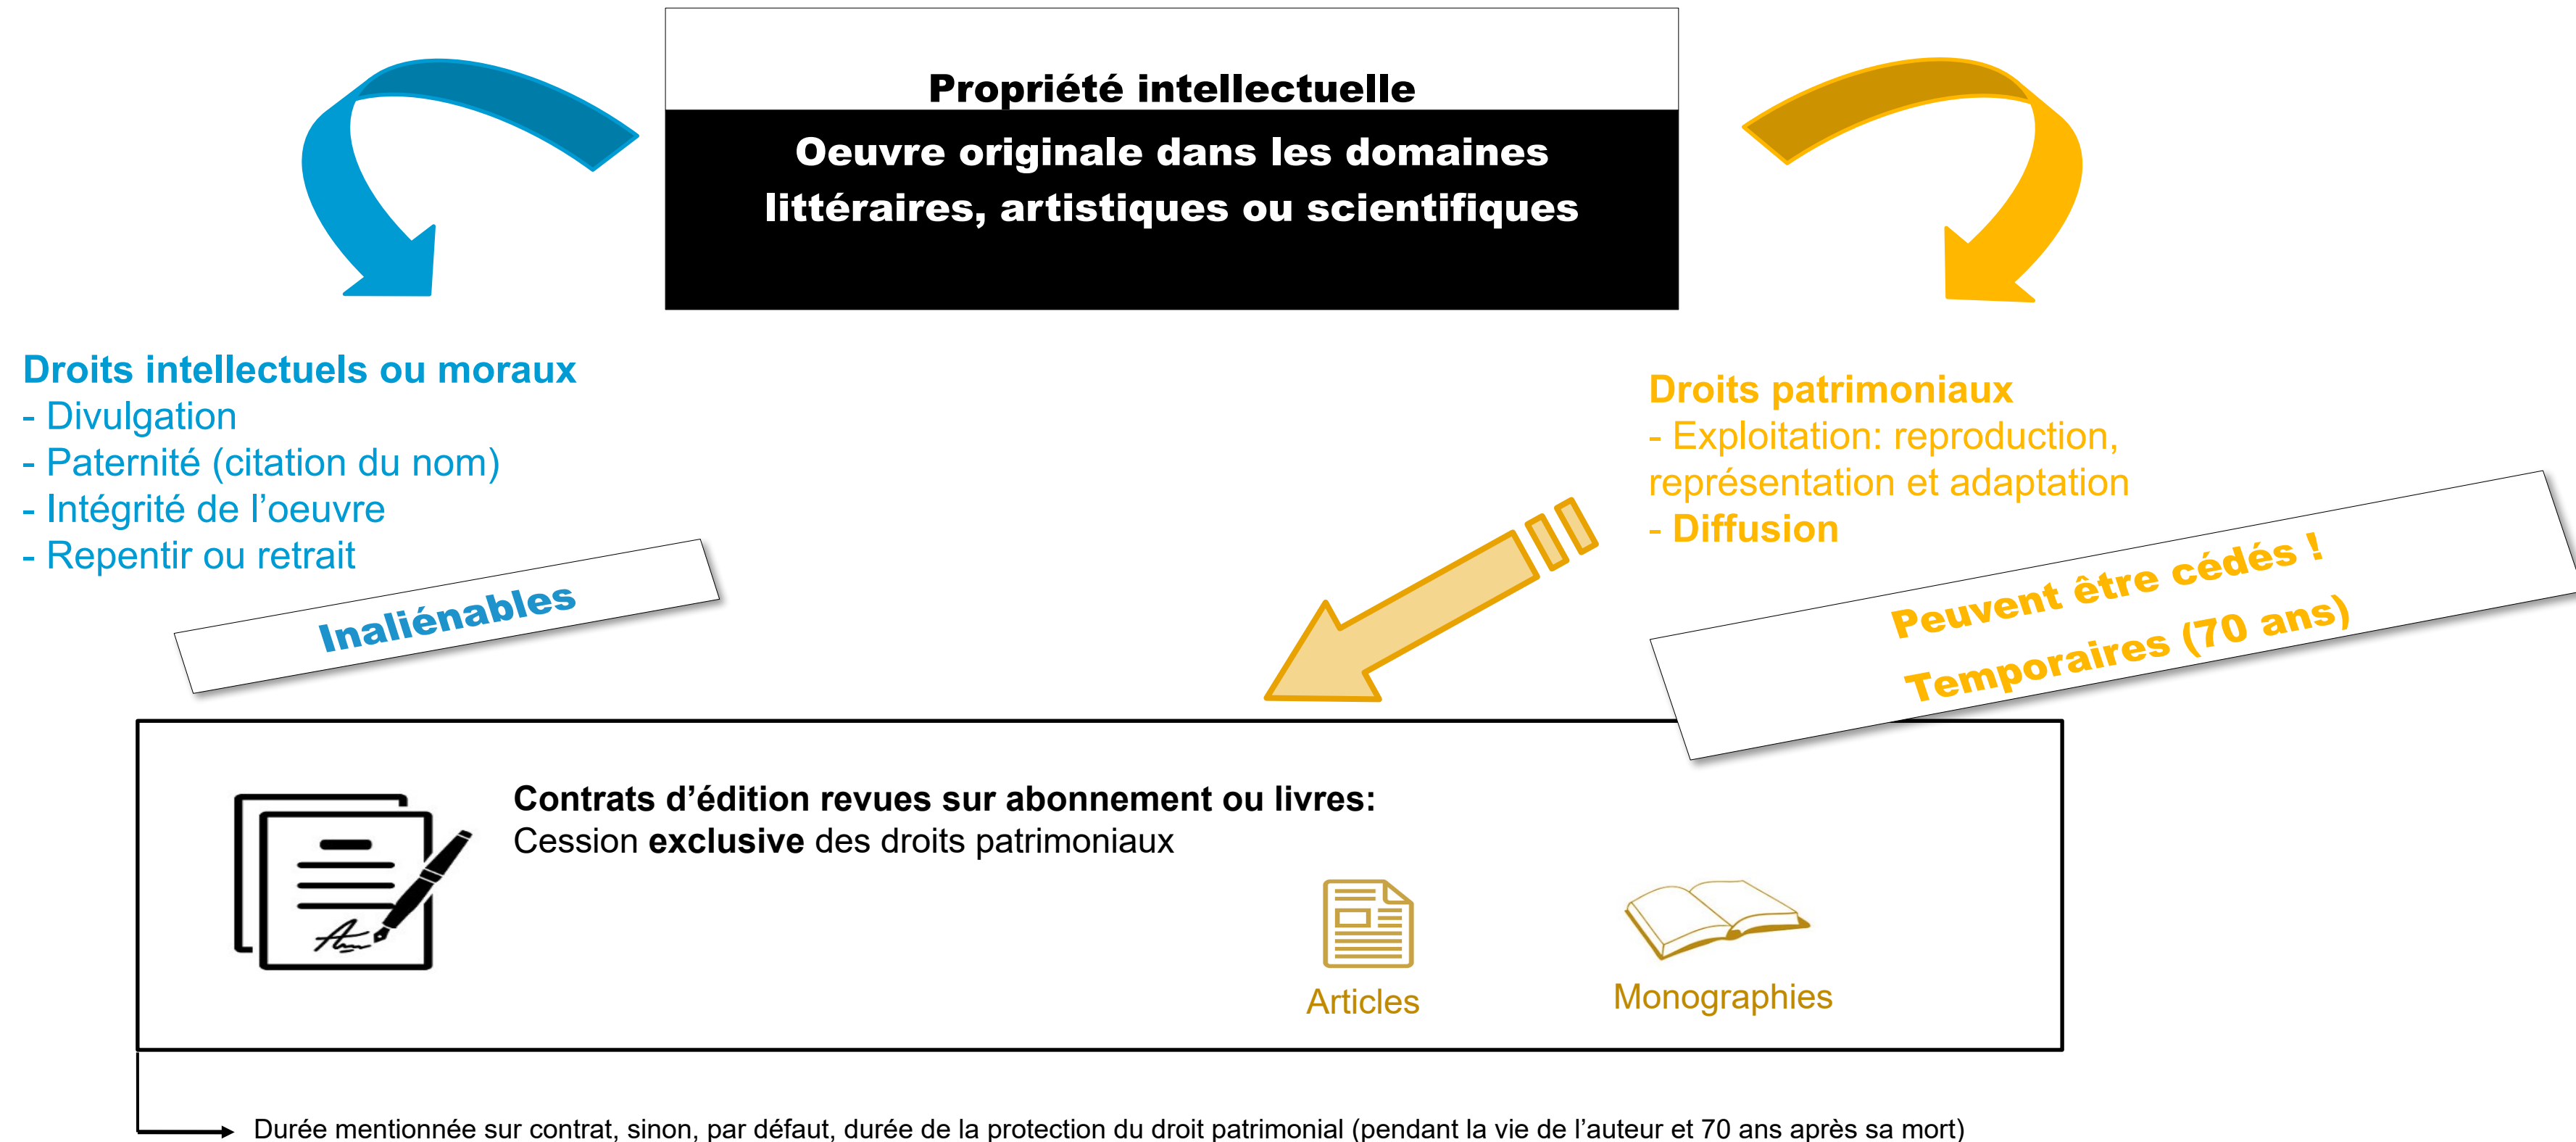 Propriété intellectuelle
Oeuvre originale dans les domaines
littéraires, artistiques ou scientifiques
Droits intellectuels ou moraux
- Divulgation
- Paternité (citation du nom)
- Intégrité de l’oeuvre
- Repentir ou retrait
Inaliénables
Droits patrimoniaux
- Exploitation: reproduction,
représentation et adaptation
- Diffusion
Peuvent être cédés !
Temporaires (70 ans)
Contrats d’édition revues sur abonnement ou livres:
Cession exclusive des droits patrimoniaux
Articles
Monographies
Durée mentionnée sur contrat, sinon, par défaut, durée de la protection du droit patrimonial (pendant la vie de l’auteur et 70 ans après sa mort)